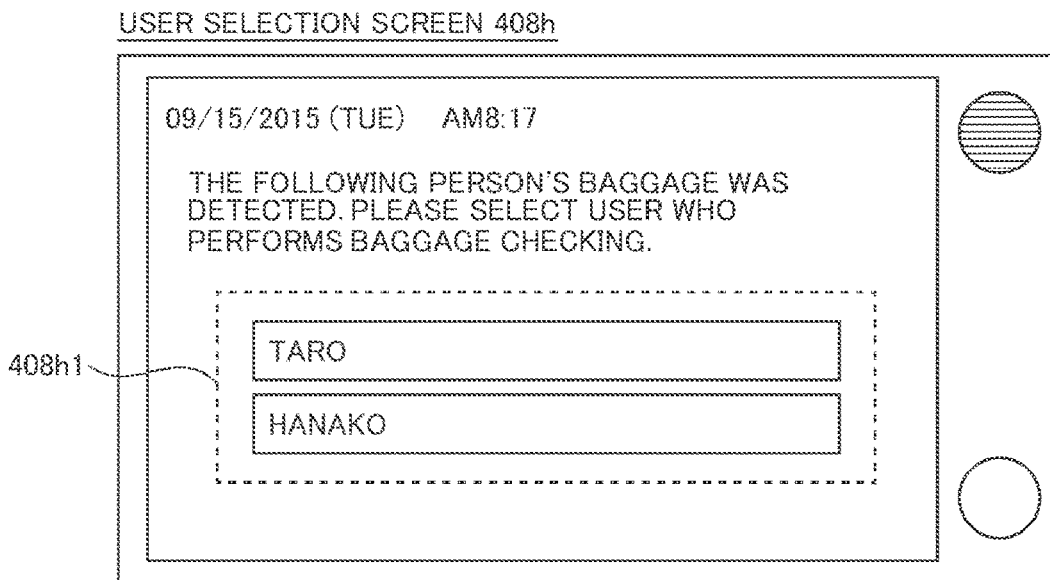 USER SELECTION SCREEN 408h
09/15/2015 (TUE) AM8:17
THE FOLLOWING PERSON'S BAGGAGE WAS
DETECTED. PLEASE SELECT USER WHO
PERFORMS BAGGAGE CHECKING.
TARO
408h1
HANAKO